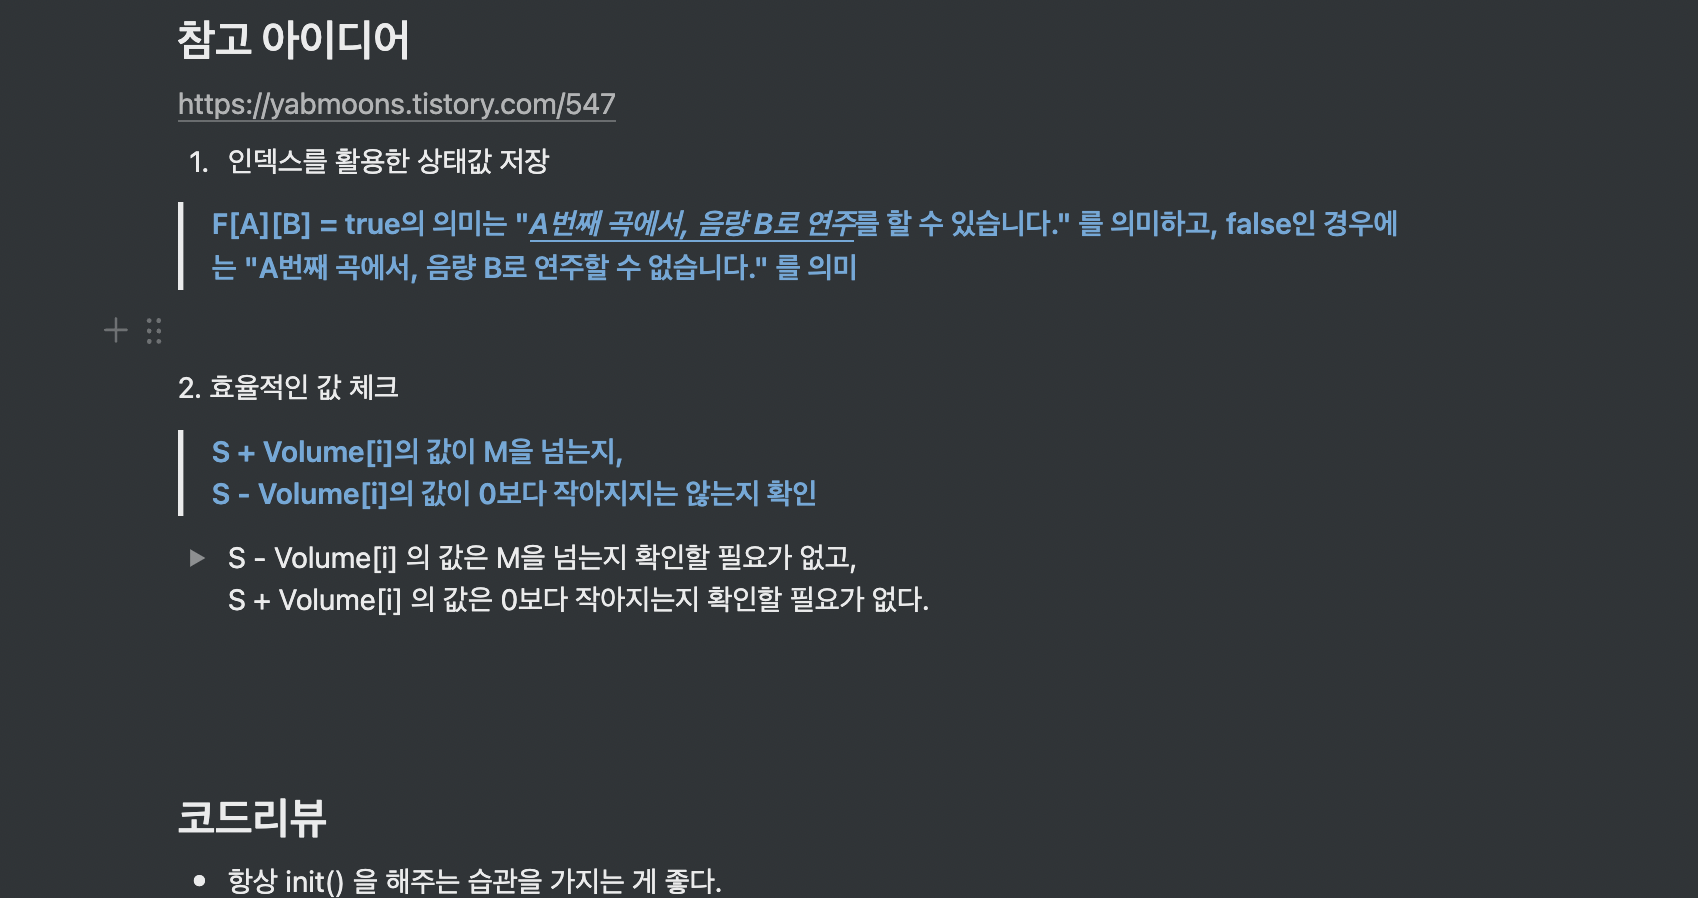 참고 아이디어
https://yabmoons.tistory.com/547
1. 인덱스를 활용한 상태값 저장
F[A][B] = true의 의미는 "A번째 곡에서, 음량 B로 연주를 할 수 있습니다." 를 의미하고, false인 경우에
는 "A번째 곡에서, 음량 B로 연주할 수 없습니다." 를 의미
2. 효율적인 값 체크
S + Volume[i]의 값이 M을 넘는지,
S - Volume[i]의 값이 0보다 작아지지는 않는지 확인
S - Volume[i] 의 값은 M을 넘는지 확인할 필요가 없고,
S + Volume[i] 의 값은 0보다 작아지는지 확인할 필요가 없다.
코드리뷰
• 항상 init() 을 해주는 습관을 가지는 게 좋다.